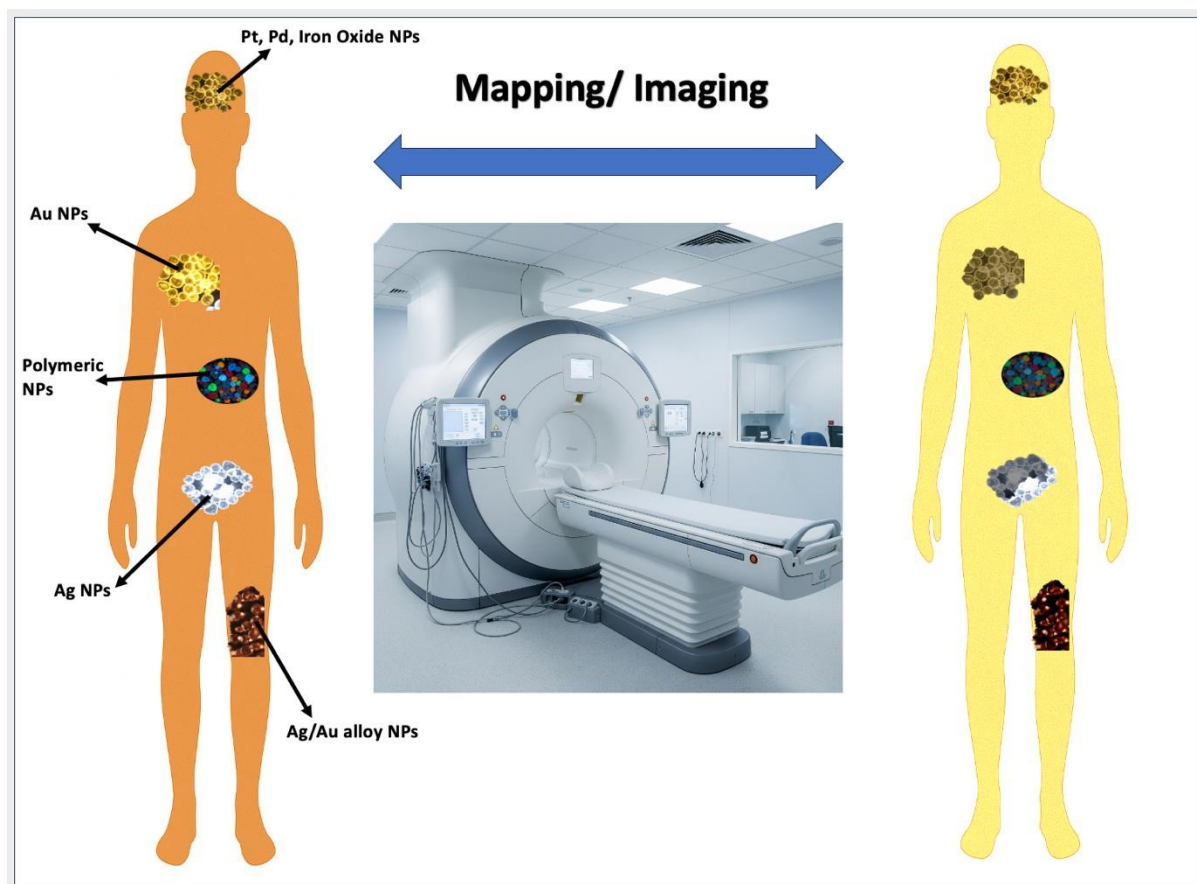 Pt, Pd, Iron Oxide NPs
Mapping/ Imaging
Au NPs
Polymeric
NPs
Ag NPs
Ag/Au alloy NPs